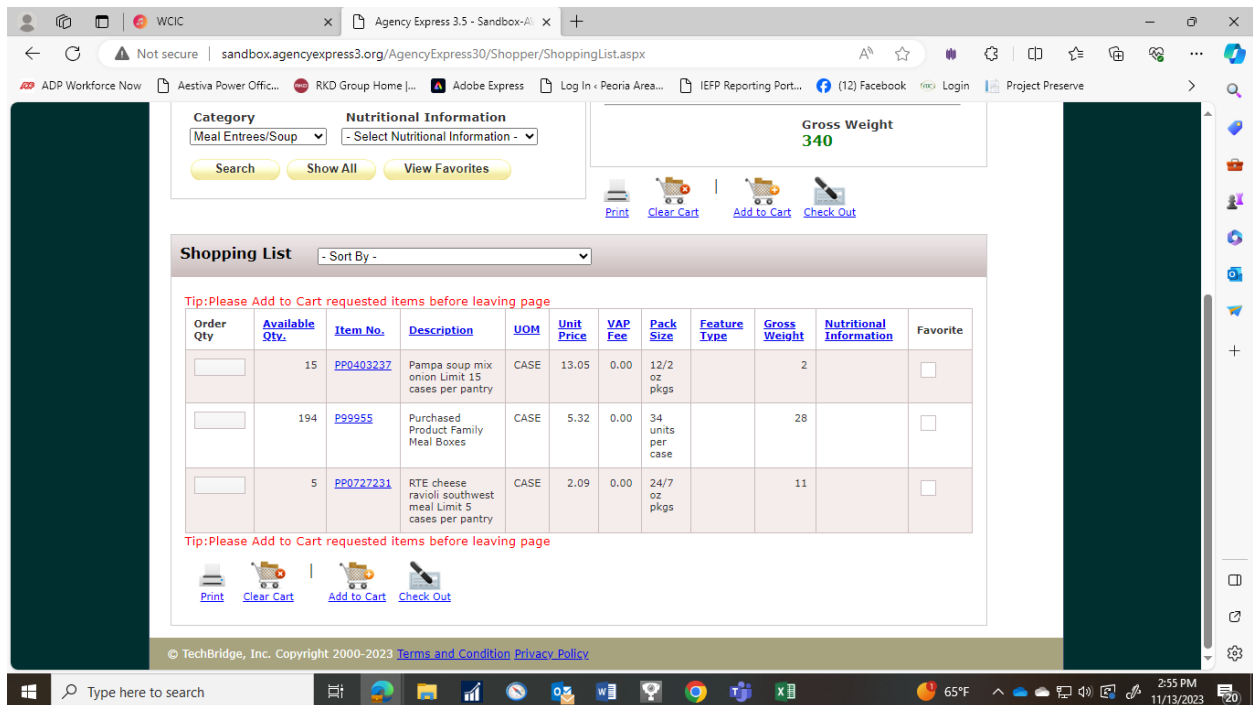 WCIC
Agency Express 3.5 - Sandbox-A
Not secure
sandbox.agencyexpress3.org/AgencyExpress30/Shopper/ShoppingList.aspx
ADP Workforce Now
Aestiva Power Offic...
RKD Group Home |...
Adobe Express
Log In ‹ Peoria Area...
IEFP Reporting Port...
(12) Facebook
Login
Project Preserve
Category
Nutritional Information
Meal Entrees/Soup
- Select Nutritional Information -
Search
Show All
View Favorites
Gross Weight
340
Print
Clear Cart
|
Add to Cart
Check Out
Shopping List
- Sort By -
Tip:Please Add to Cart requested items before leaving page
Order Qty Available Qty. Item No. Description UOM Unit Price VAP Fee Pack Size Feature Type Gross Weight Nutritional Information Favorite
15 PP0403237 Pampa soup mix onion Limit 15 cases per pantry CASE 13.05 0.00 12/2 oz pkgs 2
194 P99955 Purchased Product Family Meal Boxes CASE 5.32 0.00 34 units per case 28
5 PP0727231 RTE cheese ravioli southwest meal Limit 5 cases per pantry CASE 2.09 0.00 24/7 oz pkgs 11
Tip:Please Add to Cart requested items before leaving page
Print
Clear Cart
|
Add to Cart
Check Out
© TechBridge, Inc. Copyright 2000-2023 Terms and Condition Privacy Policy
Type here to search
65°F
2:55 PM
11/13/2023
20